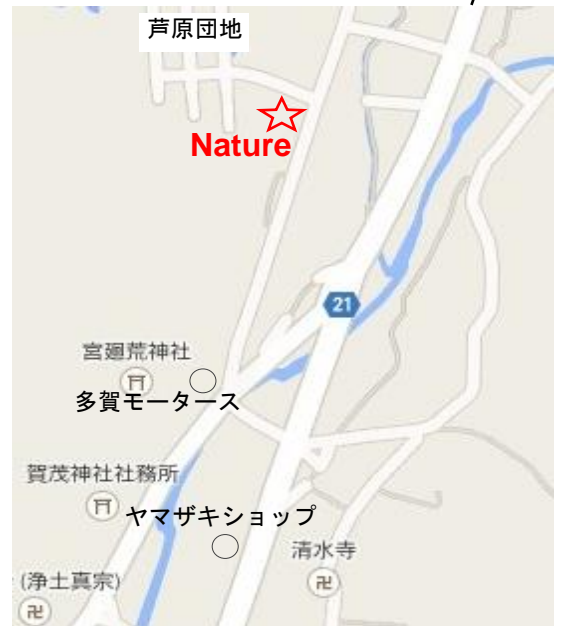 芦原団地
Nature
21
宮廻荒神社
多賀モータース
賀茂神社社務所
ヤマザキショップ
清水寺
(浄土真宗)